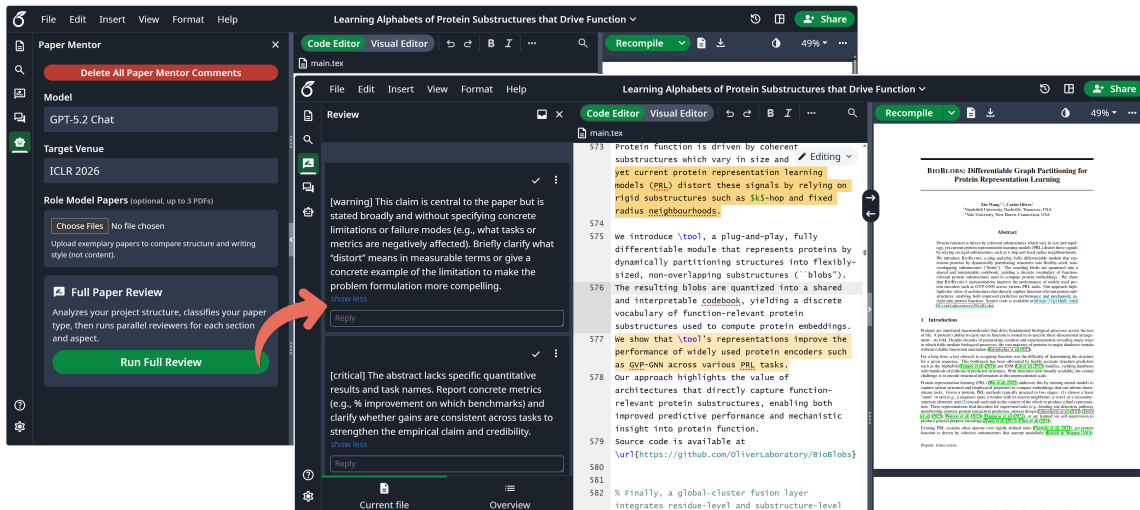 File Edit Insert View Format Help
Learning Alphabets of Protein Substructures that Drive Function
Share
Paper Mentor
Code Editor Visual Editor
B I
Recompile
49%
main.tex
Delete All Paper Mentor Comments
Model
GPT-5.2 Chat
Target Venue
ICLR 2026
Role Model Papers (optional, up to 3 PDFs)
Choose Files No file chosen
Upload exemplary papers to compare structure and writing
style (not content).
Full Paper Review
Analyzes your project structure, classifies your paper
type, then runs parallel reviewers for each section
and aspect.
Run Full Review
File Edit Insert View Format Help
Learning Alphabets of Protein Substructures that Drive Function
Share
Review
Code Editor Visual Editor
B I
Recompile
49%
main.tex
Editing
[warning] This claim is central to the paper but is
stated broadly and without specifying concrete
limitations or failure modes (e.g., what tasks or
metrics are negatively affected). Briefly clarify what
“distort” means in measurable terms or give a
concrete example of the limitation to make the
problem formulation more compelling.
show less
Reply
[critical] The abstract lacks specific quantitative
results and task names. Report concrete metrics
(e.g., % improvement on which benchmarks) and
clarify whether gains are consistent across tasks to
strengthen the empirical claim and credibility.
show less
Reply
Current file
Overview
573 Protein function is driven by coherent
substructures which vary in size and
yet current protein representation learning
models (PRL) distort these signals by relying on
rigid substructures such as $k$-hop and fixed
radius neighbourhoods.
574
575 We introduce \tool, a plug-and-play, fully
differentiable module that represents proteins by
dynamically partitioning structures into flexibly-
sized, non-overlapping substructures (``blobs").
576 The resulting blobs are quantized into a shared
and interpretable codebook, yielding a discrete
vocabulary of function-relevant protein
substructures used to compute protein embeddings.
577 We show that \tool's representations improve the
performance of widely used protein encoders such
as GVP-GNN across various PRL tasks.
578 Our approach highlights the value of
architectures that directly capture function-
relevant protein substructures, enabling both
improved predictive performance and mechanistic
insight into protein function.
579 Source code is available at
\url{https://github.com/OliverLaboratory/BioBlobs}
580
581
582 % Finally, a global-cluster fusion layer
integrates residue-level and substructure-level
BIOBLOBS: Differentiable Graph Partitioning for
Protein Representation Learning
Abstract
1 Introduction
Preprint. Under review.